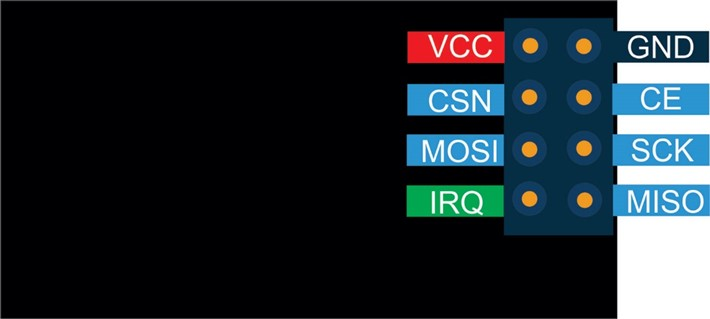 VCC GND
CSN CE
MOSI SCK
IRQ MISO